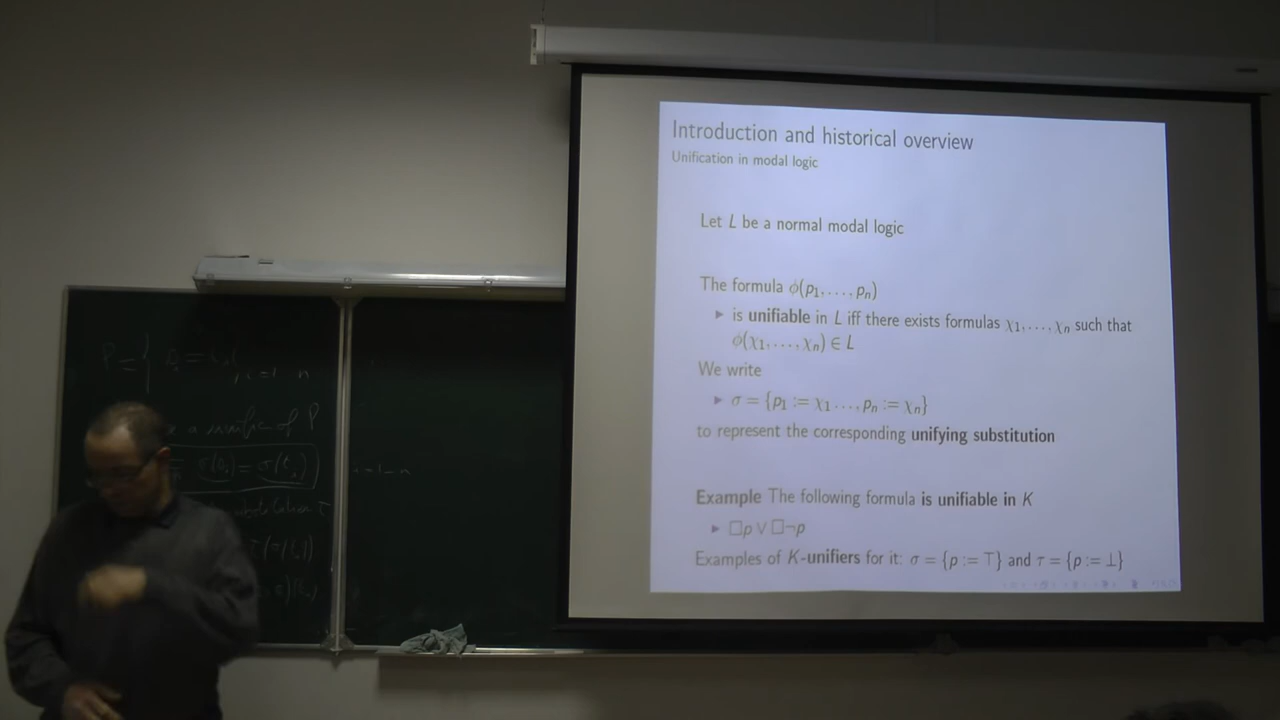 Introduction and historical overview
Unification in modal logic
Let L be a normal modal logic
The formula ϕ(p₁,...,pₙ)
▶ is unifiable in L iff there exists formulas χ₁,...,χₙ such that
ϕ(χ₁,...,χₙ) ∈ L
We write
▶ σ = {p₁ := χ₁...,pₙ := χₙ}
to represent the corresponding unifying substitution
Example The following formula is unifiable in K
▶ □p ∨ □¬p
Examples of K-unifiers for it: σ = {p := ⊤} and τ = {p := ⊥}
a unifier of P